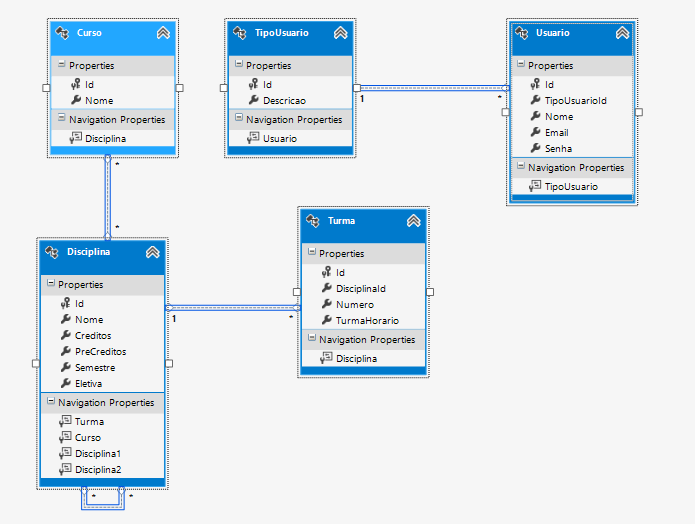 Curso
Properties
Id
Nome
Navigation Properties
Disciplina
TipoUsuario
Properties
Id
Descricao
Navigation Properties
Usuario
1
*
Usuario
Properties
Id
TipoUsuarioId
Nome
Email
Senha
Navigation Properties
TipoUsuario
*
*
Disciplina
Properties
Id
Nome
Creditos
PreCreditos
Semestre
Eletiva
Navigation Properties
Turma
Curso
Disciplina1
Disciplina2
*
*
1
*
Turma
Properties
Id
DisciplinaId
Numero
TurmaHorario
Navigation Properties
Disciplina